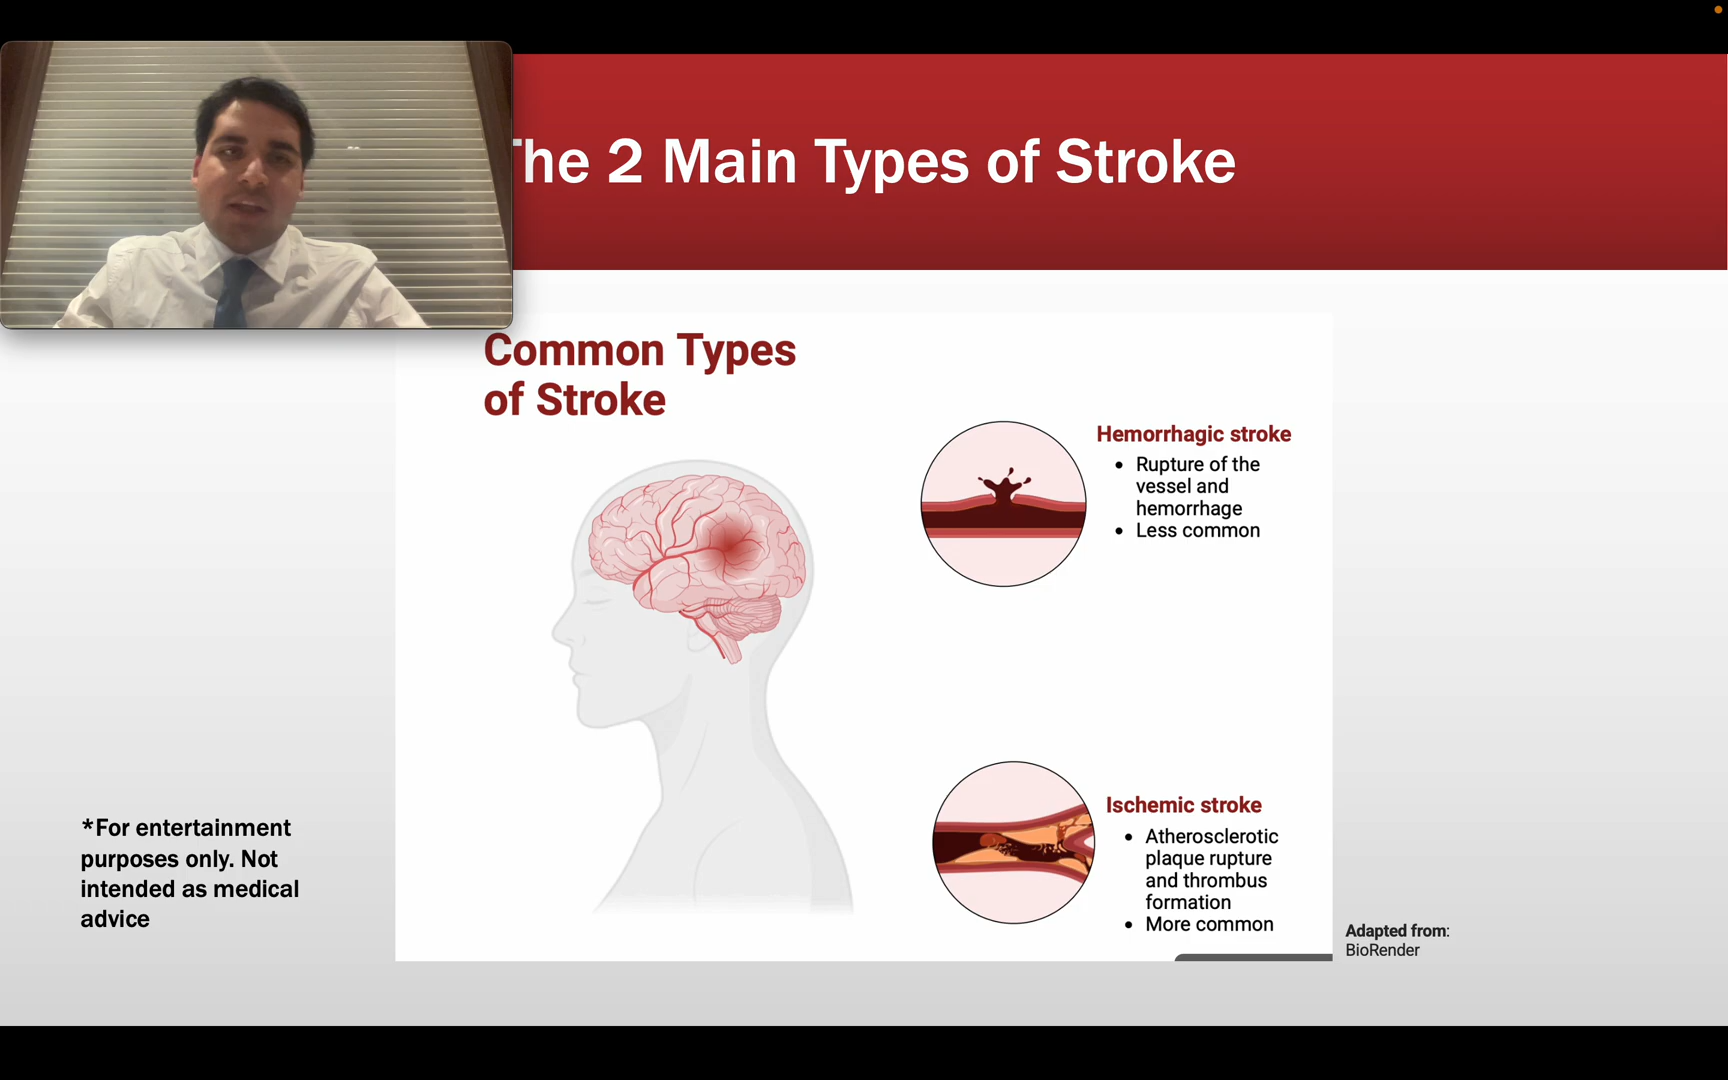 The 2 Main Types of Stroke
Common Types
of Stroke
Hemorrhagic stroke
• Rupture of the
vessel and
hemorrhage
• Less common
Ischemic stroke
• Atherosclerotic
plaque rupture
and thrombus
formation
• More common
*For entertainment
purposes only. Not
intended as medical
advice
Adapted from:
BioRender